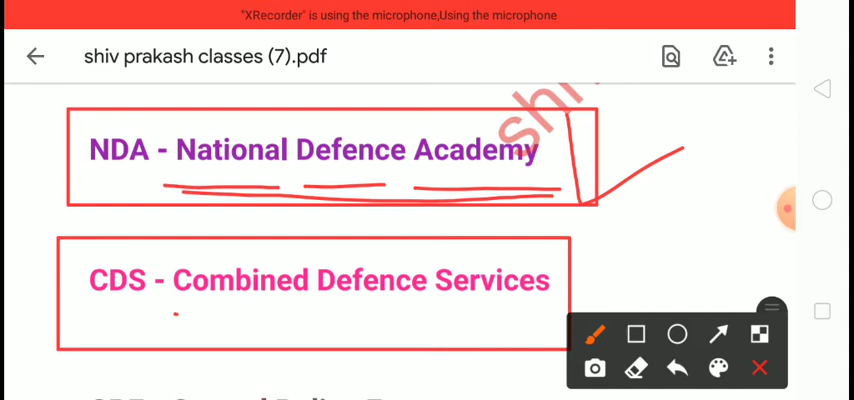 "XRecorder" is using the microphone,Using the microphone
shiv prakash classes (7).pdf
shiv
NDA - National Defence Academy
CDS - Combined Defence Services